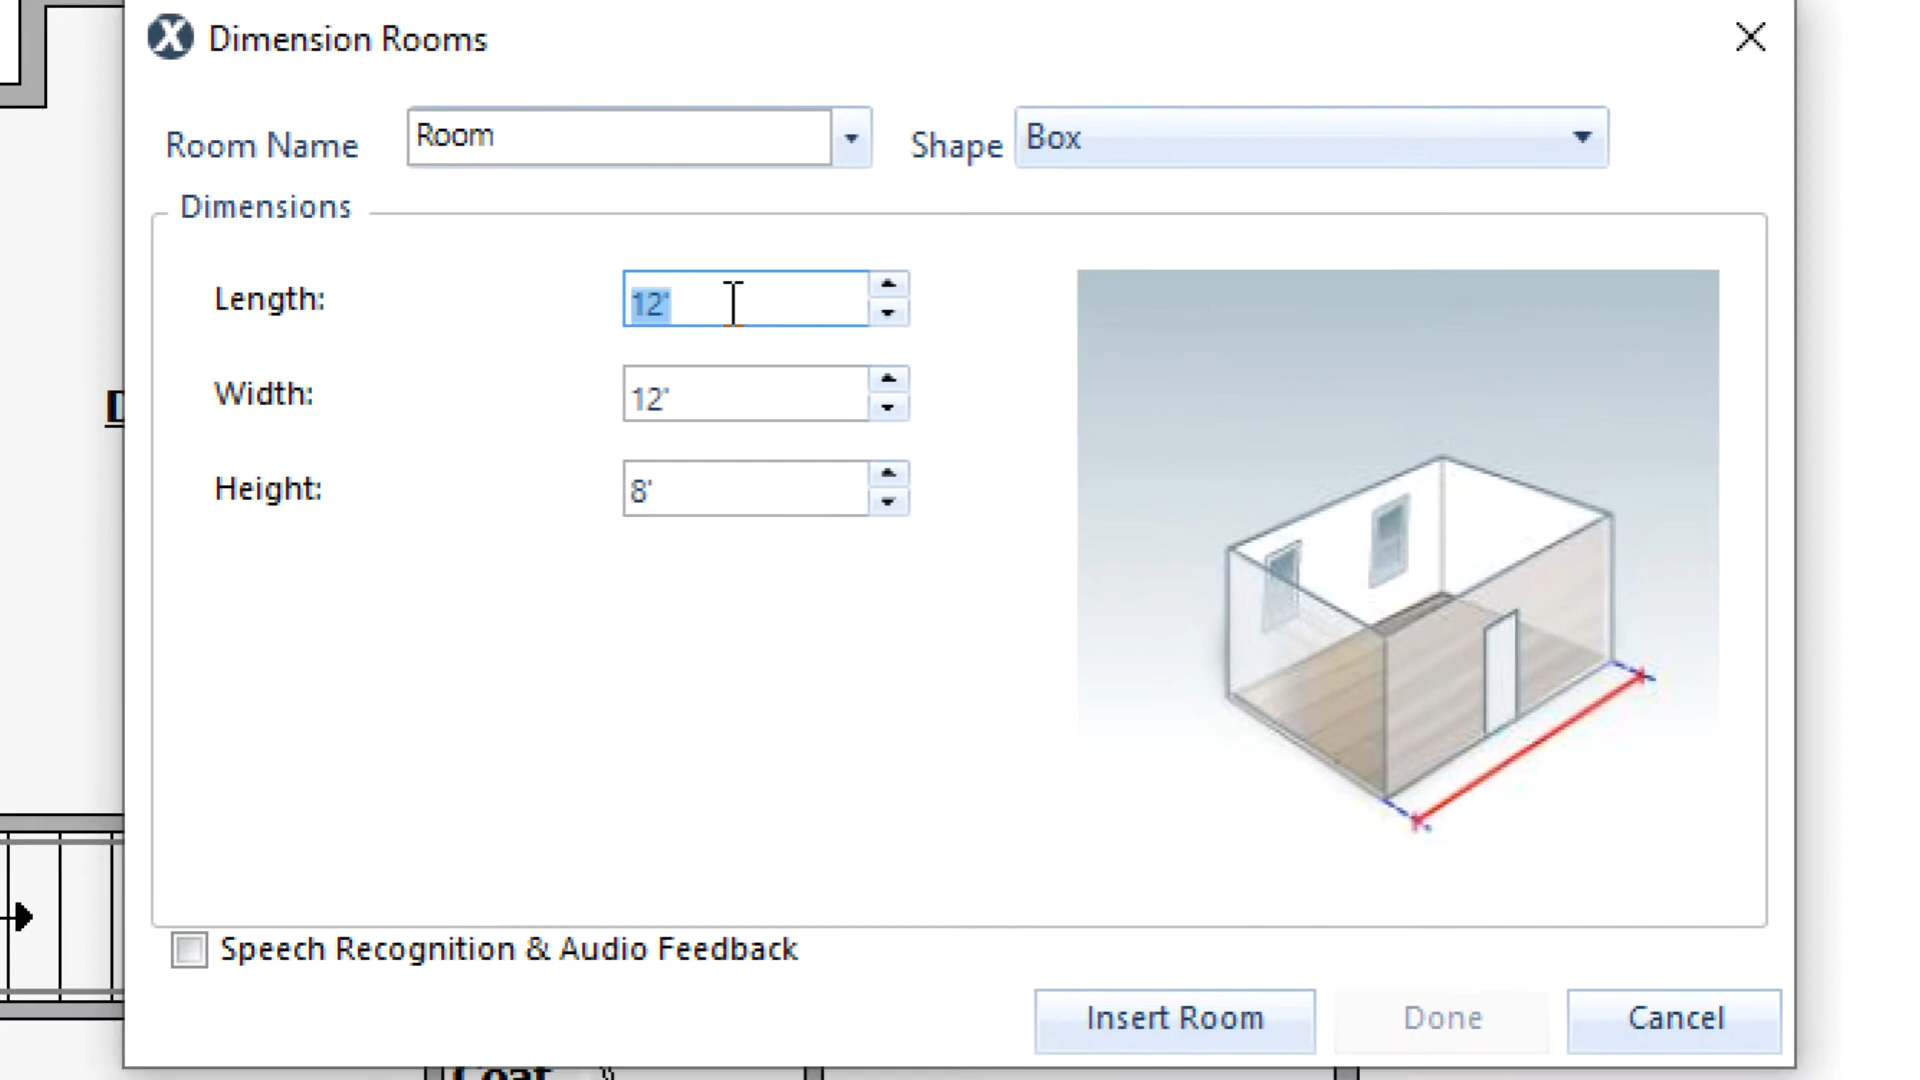 X Dimension Rooms
Room Name Room Shape Box
Dimensions
Length: 12'
Width: 12'
Height: 8'
Speech Recognition & Audio Feedback
Insert Room Done Cancel
Coat